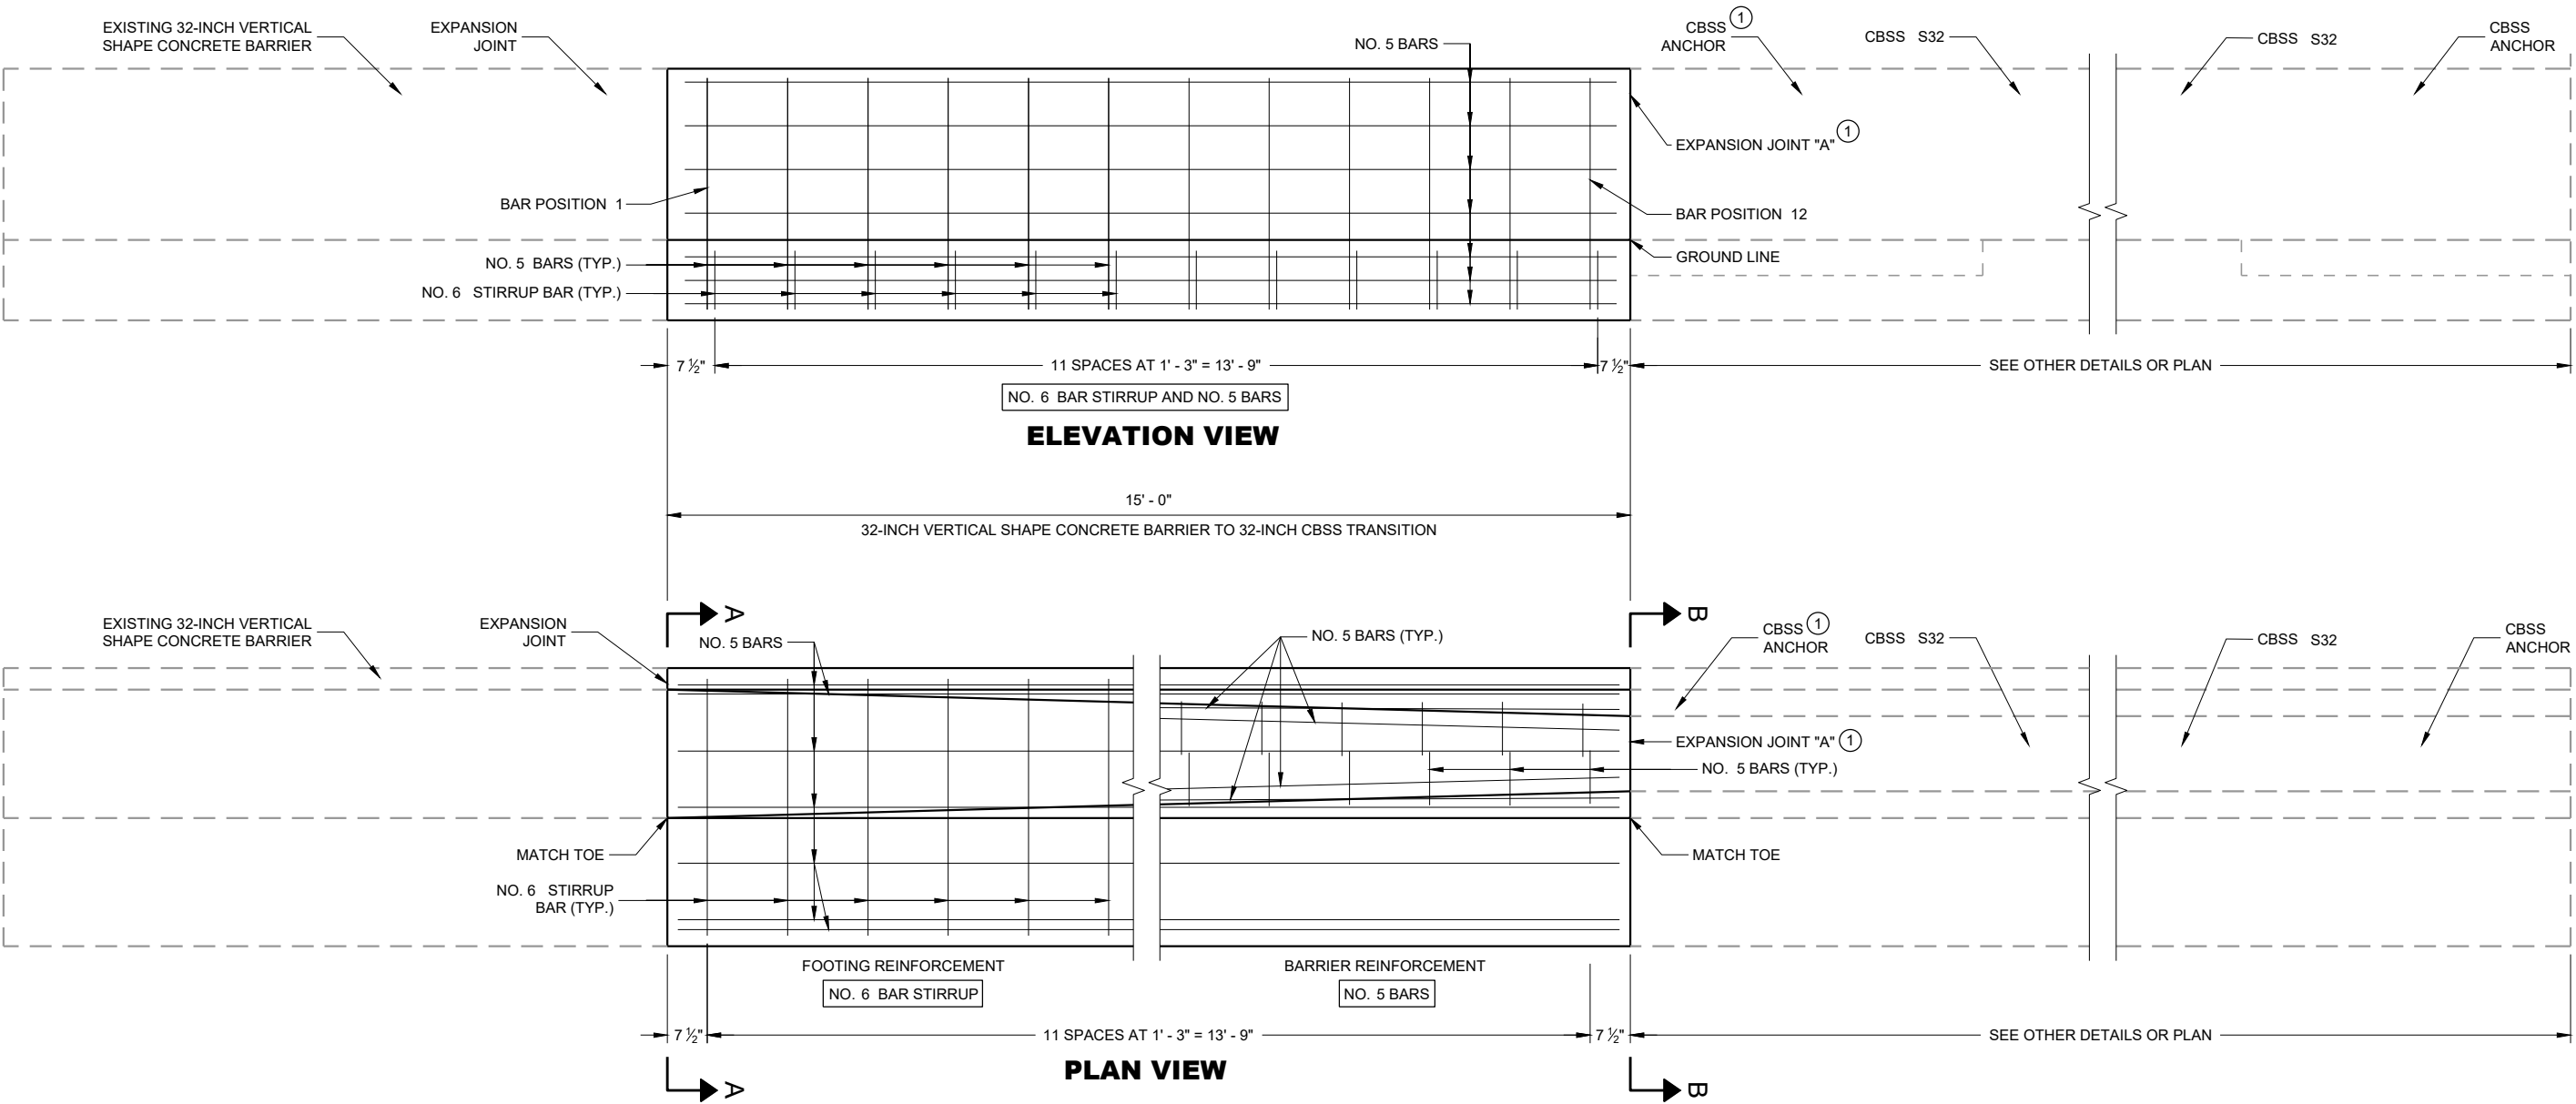 EXISTING 32-INCH VERTICAL
SHAPE CONCRETE BARRIER
EXPANSION
JOINT
NO. 5 BARS
CBSS 1
ANCHOR
CBSS S32
CBSS S32
CBSS
ANCHOR
EXPANSION JOINT "A" 1
BAR POSITION 1
BAR POSITION 12
NO. 5 BARS (TYP.)
GROUND LINE
NO. 6 STIRRUP BAR (TYP.)
7 ½"
11 SPACES AT 1' - 3" = 13' - 9"
7 ½"
SEE OTHER DETAILS OR PLAN
NO. 6 BAR STIRRUP AND NO. 5 BARS
ELEVATION VIEW
15' - 0"
32-INCH VERTICAL SHAPE CONCRETE BARRIER TO 32-INCH CBSS TRANSITION
A
B
EXISTING 32-INCH VERTICAL
SHAPE CONCRETE BARRIER
EXPANSION
JOINT
NO. 5 BARS
NO. 5 BARS (TYP.)
CBSS 1
ANCHOR
CBSS S32
CBSS S32
CBSS
ANCHOR
EXPANSION JOINT "A" 1
NO. 5 BARS (TYP.)
MATCH TOE
MATCH TOE
NO. 6 STIRRUP
BAR (TYP.)
FOOTING REINFORCEMENT
NO. 6 BAR STIRRUP
BARRIER REINFORCEMENT
NO. 5 BARS
7 ½"
11 SPACES AT 1' - 3" = 13' - 9"
7 ½"
SEE OTHER DETAILS OR PLAN
PLAN VIEW
A
B